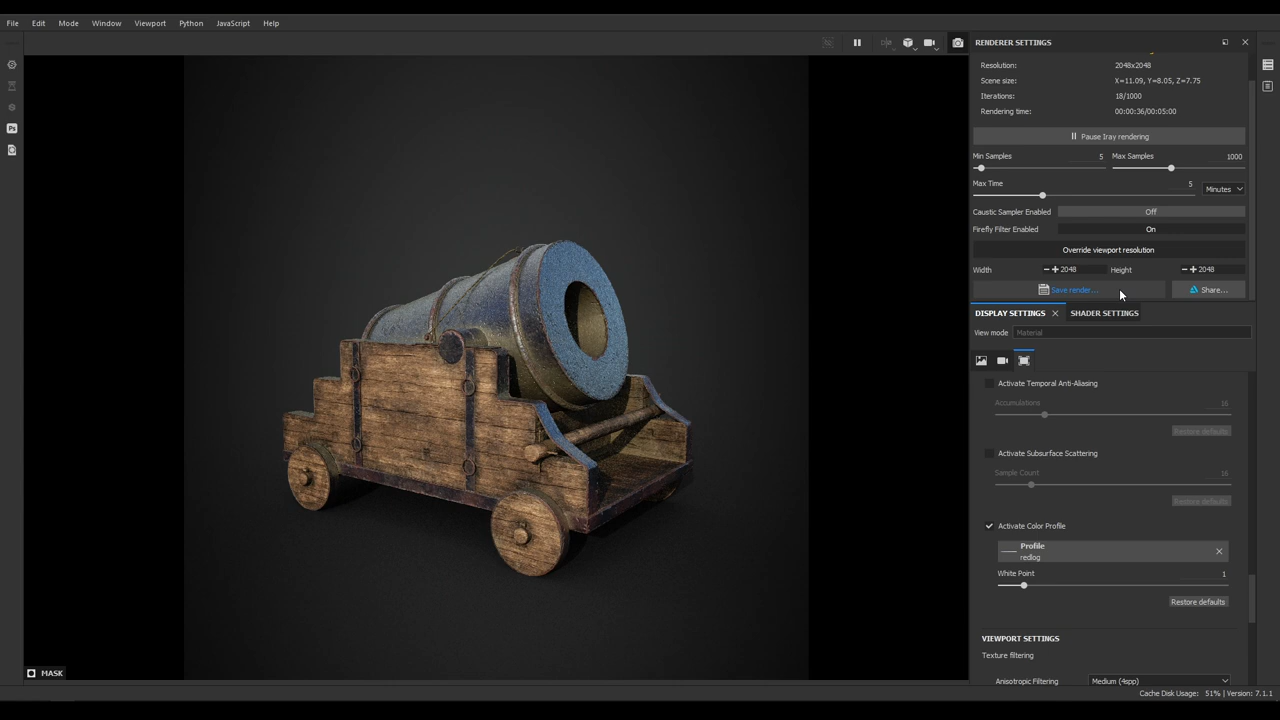 File Edit Mode Window Viewport Python JavaScript Help
RENDERER SETTINGS
Resolution: 2048x2048
Scene size: X=11.09, Y=8.05, Z=7.75
Iterations: 18/1000
Rendering time: 00:00:36/00:05:00
Pause Iray rendering
Min Samples 5 Max Samples 1000
Max Time 5 Minutes
Caustic Sampler Enabled Off
Firefly Filter Enabled On
Override viewport resolution
Width 2048 Height 2048
Save render... Share...
DISPLAY SETTINGS SHADER SETTINGS
View mode Material
Activate Temporal Anti-Aliasing
Accumulations 16
Restore defaults
Activate Subsurface Scattering
Sample Count 16
Restore defaults
Activate Color Profile
Profile
redlog
White Point 1
Restore defaults
VIEWPORT SETTINGS
Texture filtering
Anisotropic Filtering Medium (4spp)
Ps
MASK
Cache Disk Usage: 51% | Version: 7.1.1